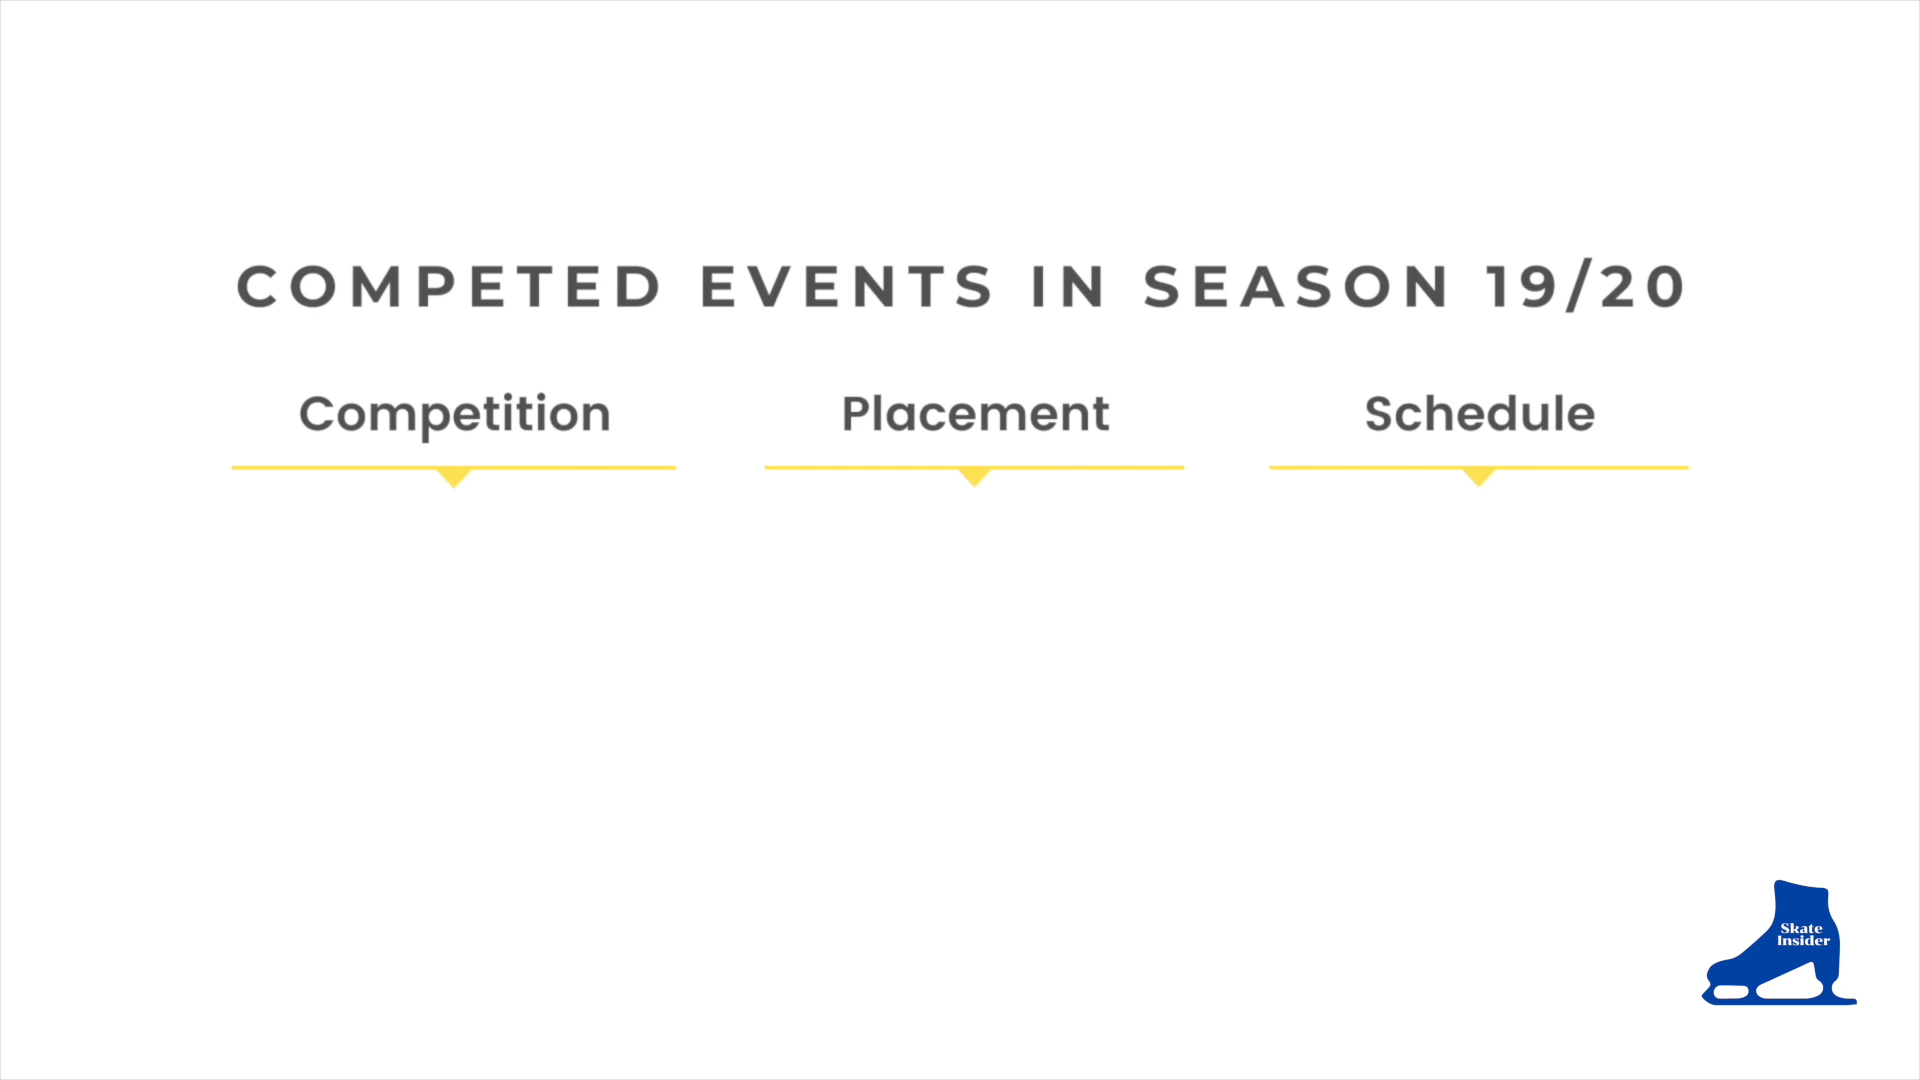 COMPETED EVENTS IN SEASON 19/20
Competition Placement Schedule
Skate
Insider